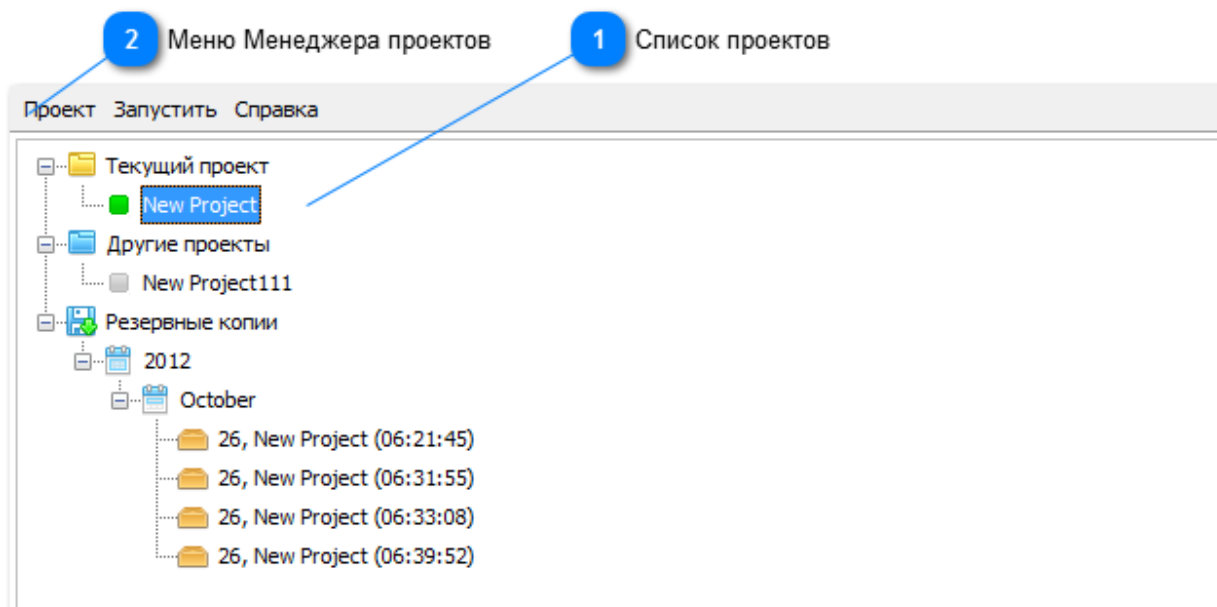 2 Меню Менеджера проектов 1 Список проектов
Проект Запустить Справка
Текущий проект
New Project
Другие проекты
New Project111
Резервные копии
2012
October
26, New Project (06:21:45)
26, New Project (06:31:55)
26, New Project (06:33:08)
26, New Project (06:39:52)